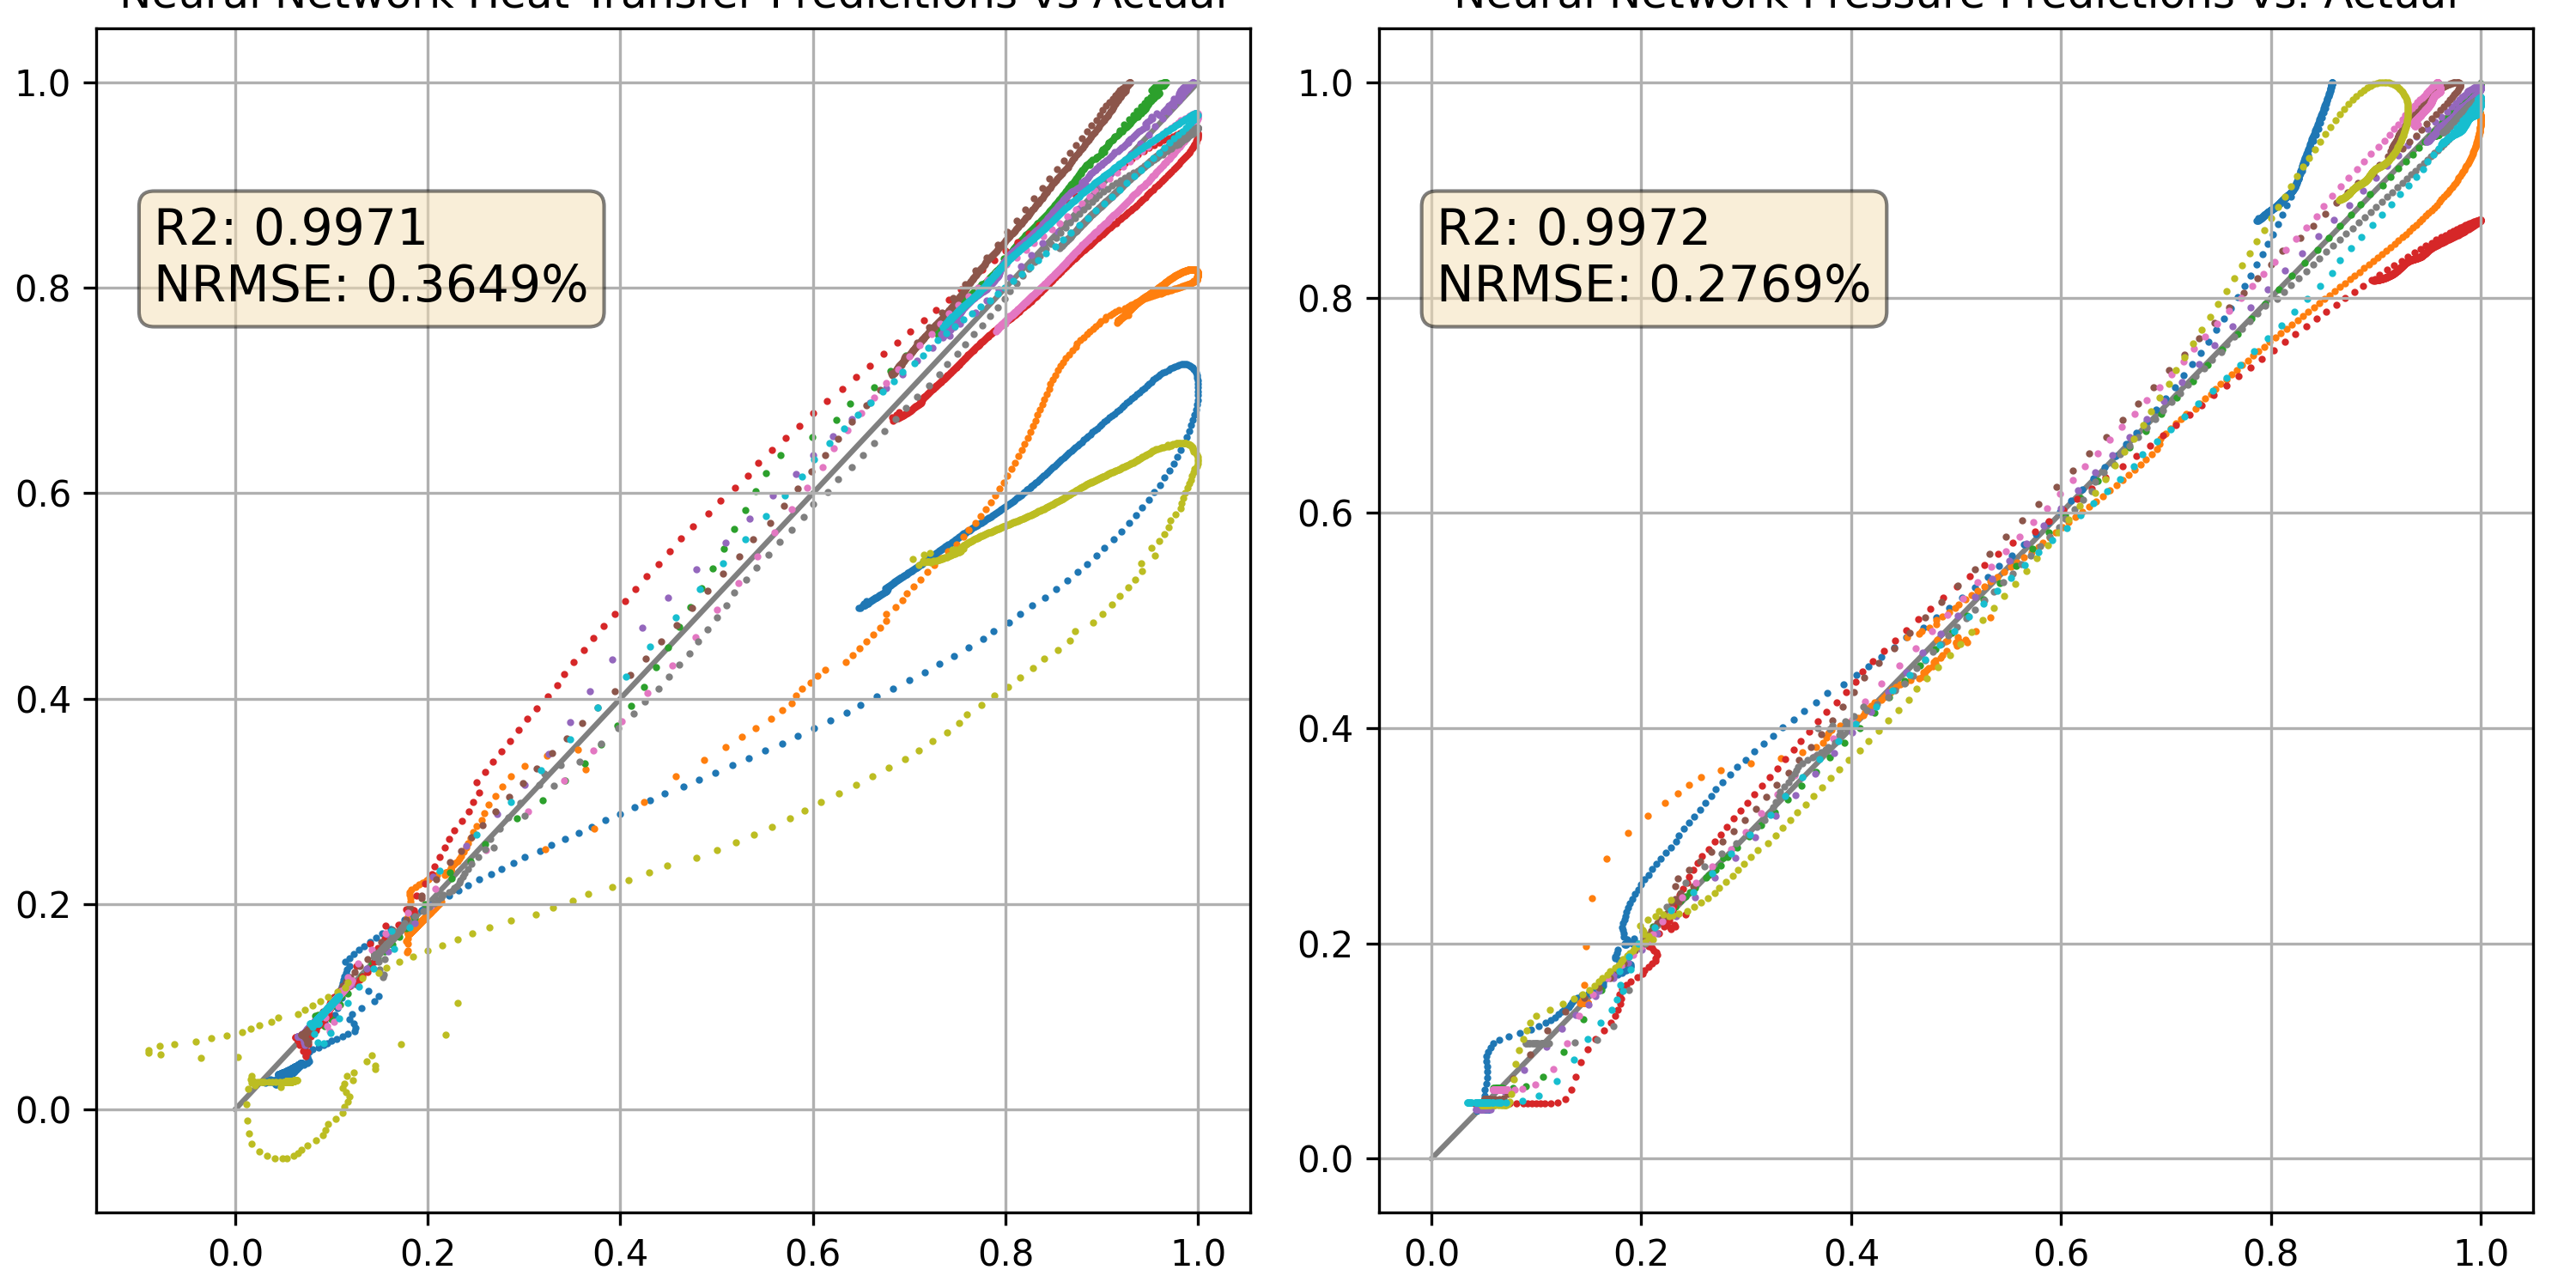 Neural Network Heat Transfer Predicitions vs Actual
Neural Network Pressure Predictions vs. Actual
1.0
0.8
0.6
0.4
0.2
0.0
R2: 0.9971
NRMSE: 0.3649%
0.0 0.2 0.4 0.6 0.8 1.0
1.0
0.8
0.6
0.4
0.2
0.0
R2: 0.9972
NRMSE: 0.2769%
0.0 0.2 0.4 0.6 0.8 1.0